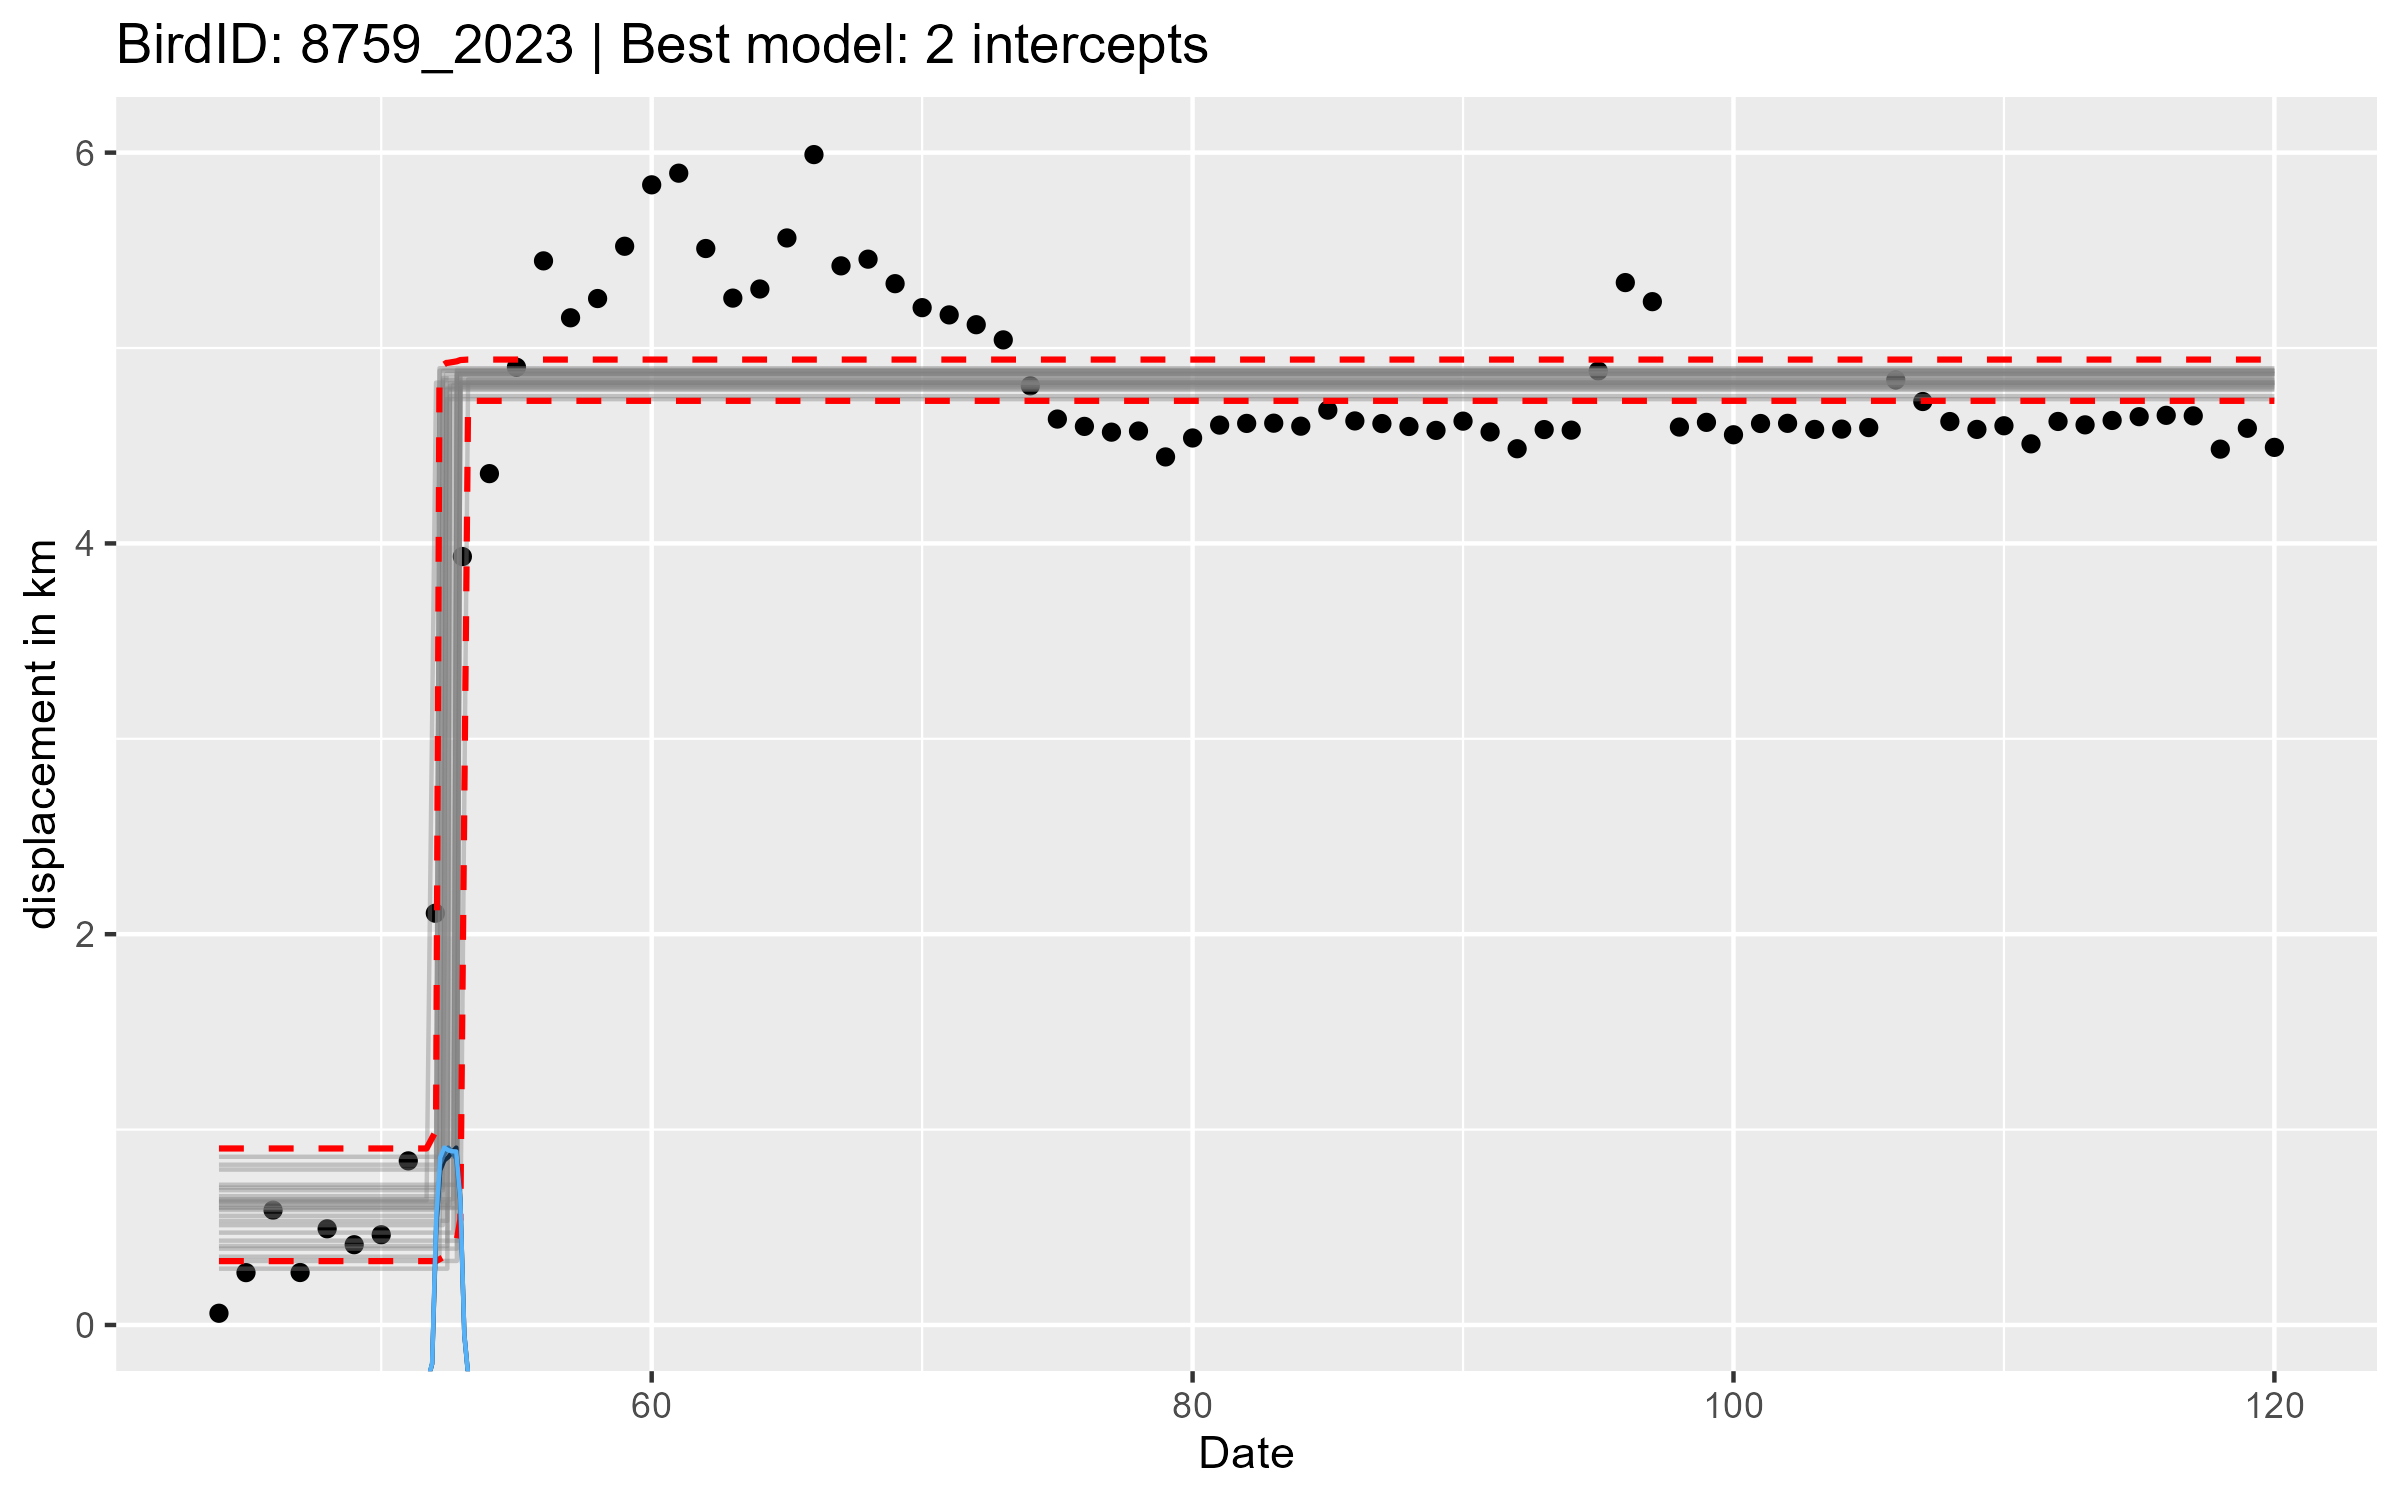 BirdID: 8759_2023 | Best model: 2 intercepts
6
4
2
0
displacement in km
60 80 100 120
Date